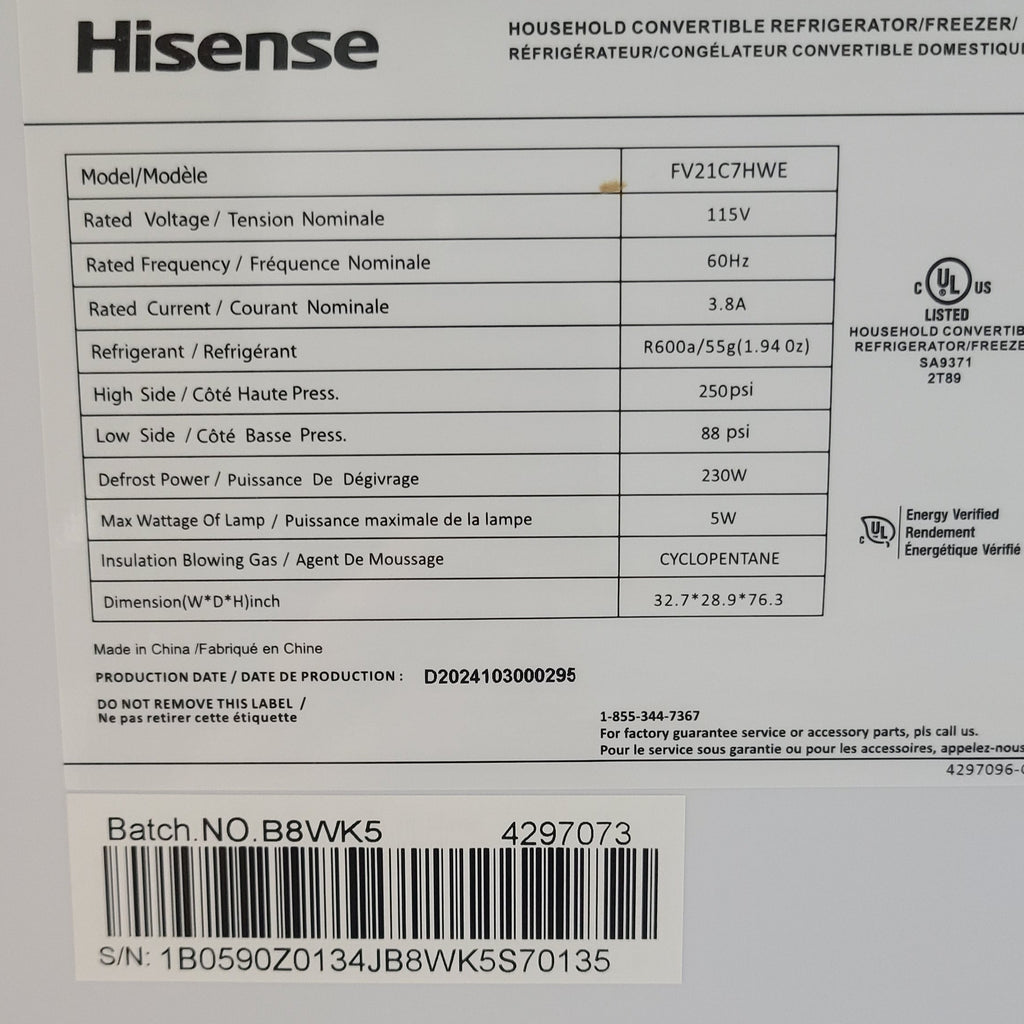 Hisense
HOUSEHOLD CONVERTIBLE REFRIGERATOR/FREEZER/
RÉFRIGÉRATEUR/CONGÉLATEUR CONVERTIBLE
Model/Modèle FV21C7HWE
Rated Voltage / Tension Nominale 115V
Rated Frequency / Fréquence Nominale 60Hz
Rated Current / Courant Nominale 3.8A
Refrigerant / Refrigérant R600a/55g(1.94 Oz)
High Side / Côté Haute Press. 250psi
Low Side / Côté Basse Press. 88 psi
Defrost Power / Puissance De Dégivrage 230W
Max Wattage Of Lamp / Puissance maximale de la lampe 5W
Insulation Blowing Gas / Agent De Moussage CYCLOPENTANE
Dimension(W*D*H)inch 32.7*28.9*76.3
C UL® US
LISTED
HOUSEHOLD
SA9371
2T89
C UL
Energy Verified
Rendement
Énergétique Vérifié
Made in China /Fabriqué en Chine
PRODUCTION DATE / DATE DE PRODUCTION : D2024103000295
DO NOT REMOVE THIS LABEL /
Ne pas retirer cette étiquette
1-855-344-7367
For factory guarantee service or accessory parts, pls call us.
Pour le service sous garantie ou pour les accessoires, appelez-nous
Batch.NO.B8WK5 4297073
S/N: 1B0590Z0134JB8WK5S70135